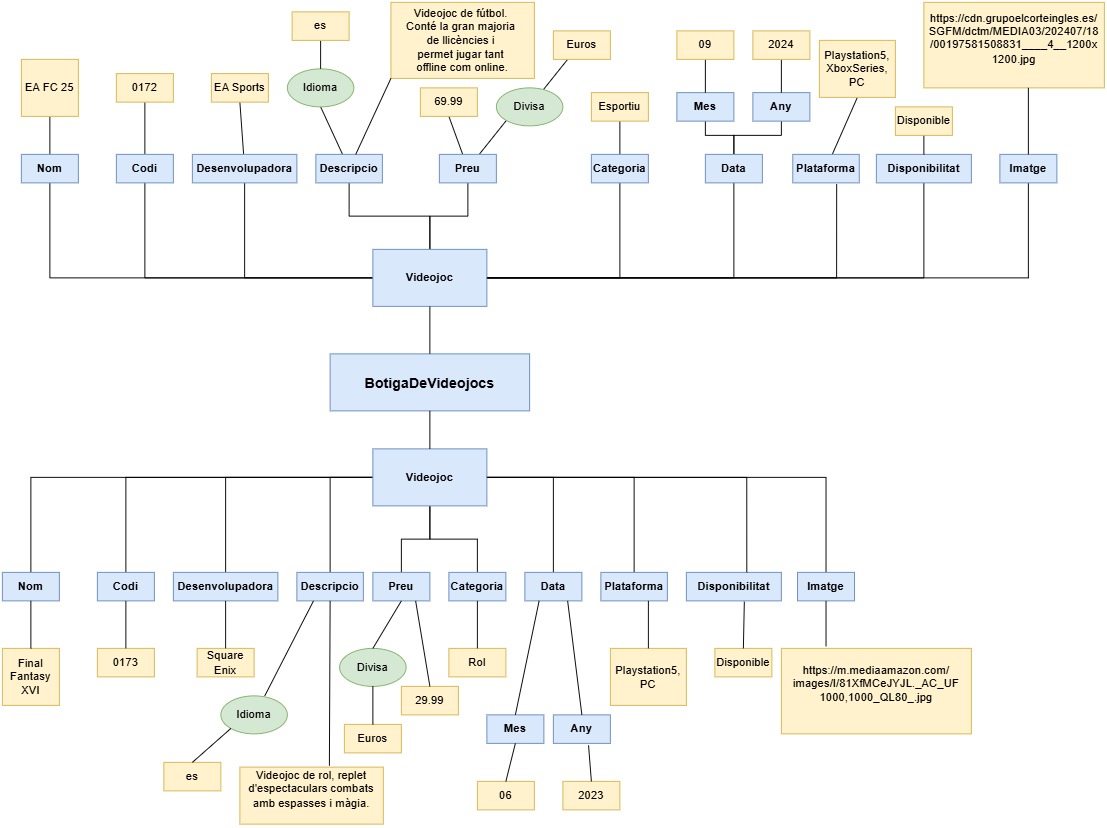 es
Videojoc de fútbol.
Conté la gran majoria
de llicències i
permet jugar tant
offline com online.
Euros
09
2024
https://cdn.grupoelcorteingles.es/
SGFM/dctm/MEDIA03/202407/18
/00197581508831____4__1200x
1200.jpg
EA FC 25
0172
EA Sports
Idioma
69.99
Divisa
Esportiu
Mes
Any
Playstation5,
XboxSeries,
PC
Disponible
Nom
Codi
Desenvolupadora
Descripcio
Preu
Categoria
Data
Plataforma
Disponibilitat
Imatge
Videojoc
BotigaDeVideojocs
Videojoc
Nom
Codi
Desenvolupadora
Descripcio
Preu
Categoria
Data
Plataforma
Disponibilitat
Imatge
Final
Fantasy
XVI
0173
Square
Enix
Divisa
Rol
Playstation5,
PC
Disponible
https://m.mediaamazon.com/
images/I/81XfMCeJYJL._AC_UF
1000,1000_QL80_.jpg
29.99
Idioma
Euros
Mes
Any
es
Videojoc de rol, replet
d'espectaculars combats
amb espasses i màgia.
06
2023